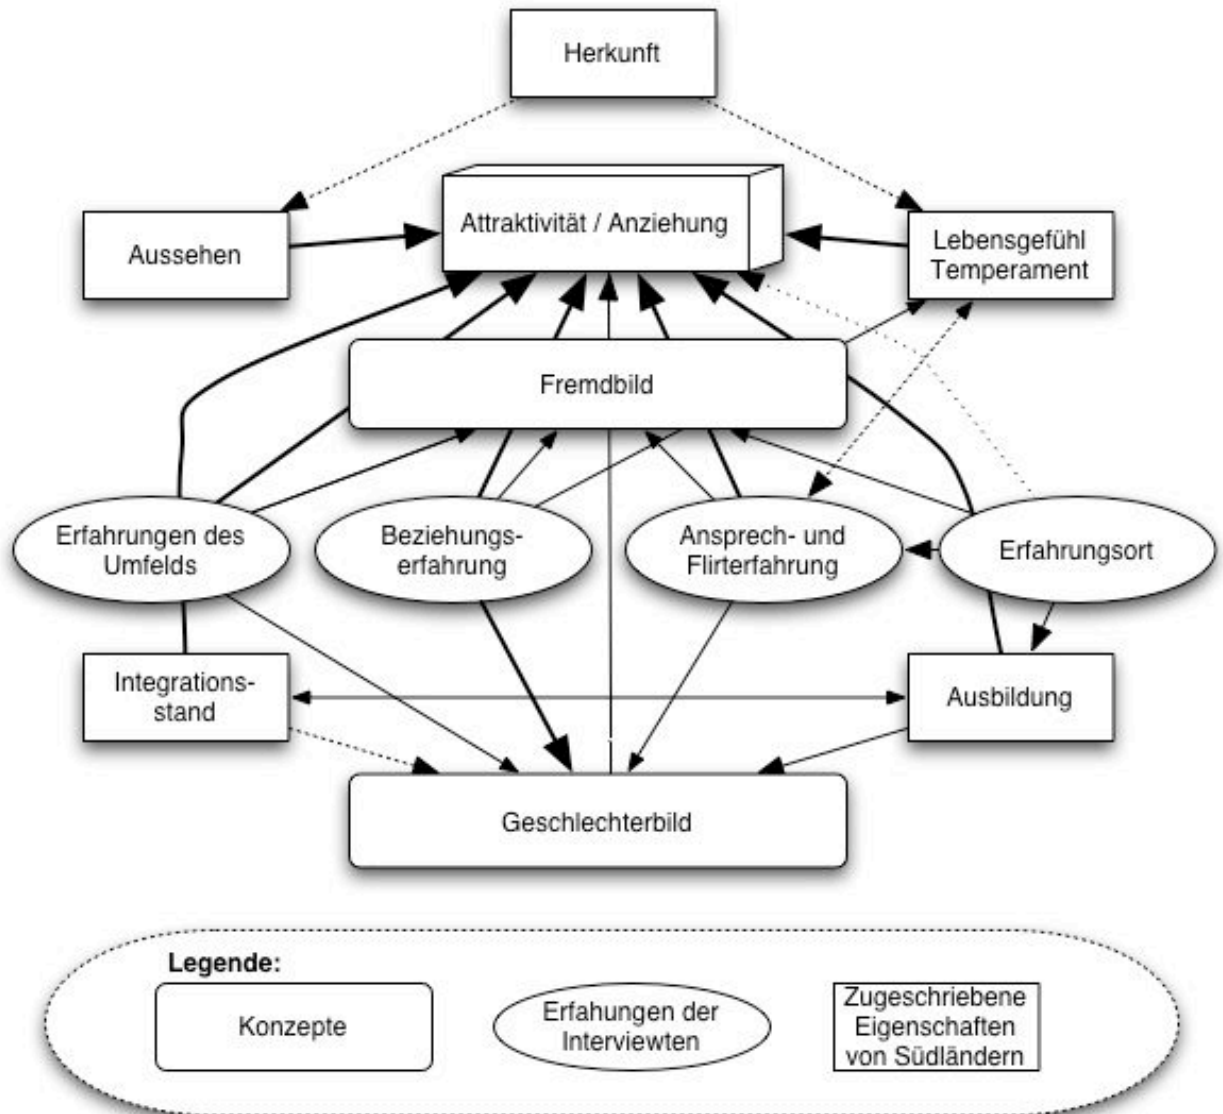 Herkunft
Attraktivität / Anziehung
Aussehen
Lebensgefühl
Temperament
Fremdbild
Erfahrungen des
Umfelds
Beziehungs-
erfahrung
Ansprech- und
Flirterfahrung
Erfahrungsort
Integrations-
stand
Ausbildung
Geschlechterbild
Legende:
Konzepte
Erfahungen der
Interviewten
Zugeschriebene
Eigenschaften
von Südländern